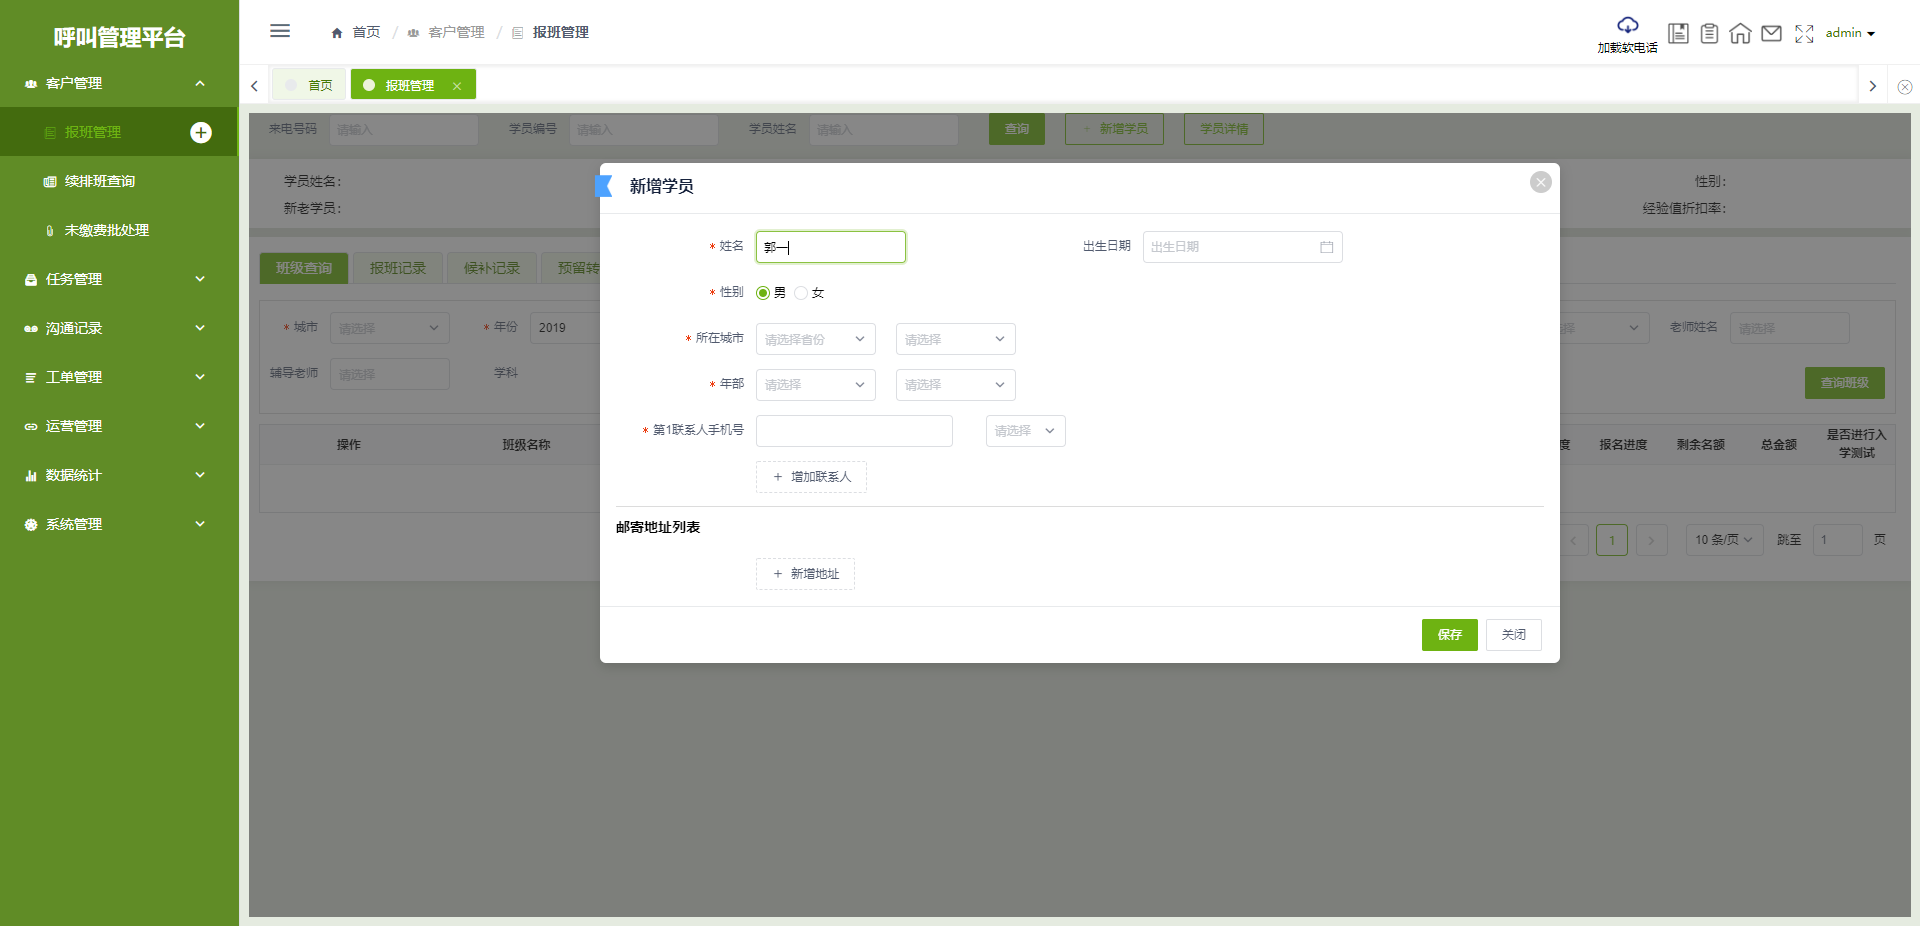 呼叫管理平台
客户管理
报班管理
续排班查询
未缴费批处理
任务管理
沟通记录
工单管理
运营管理
数据统计
系统管理
首页 / 客户管理 / 报班管理
加载软电话
admin
首页
报班管理
来电号码 请输入 学员编号 请输入 学员姓名 请输入 查询 + 新增学员 学员详情
学员姓名: 性别:
新老学员: 经验值折扣率:
班级查询 报班记录 候补记录 预留转
* 城市 请选择 * 年份 2019 择 老师姓名 请选择
辅导老师 请选择 学科
查询班级
操作 班级名称 度 报名进度 剩余名额 总金额 是否进行入
学测试
1 10 条/页 跳至 1 页
新增学员
* 姓名 郭一 出生日期 出生日期
* 性别 男 女
* 所在城市 请选择省份 请选择
* 年部 请选择 请选择
* 第1联系人手机号 请选择
+ 增加联系人
邮寄地址列表
+ 新增地址
保存 关闭